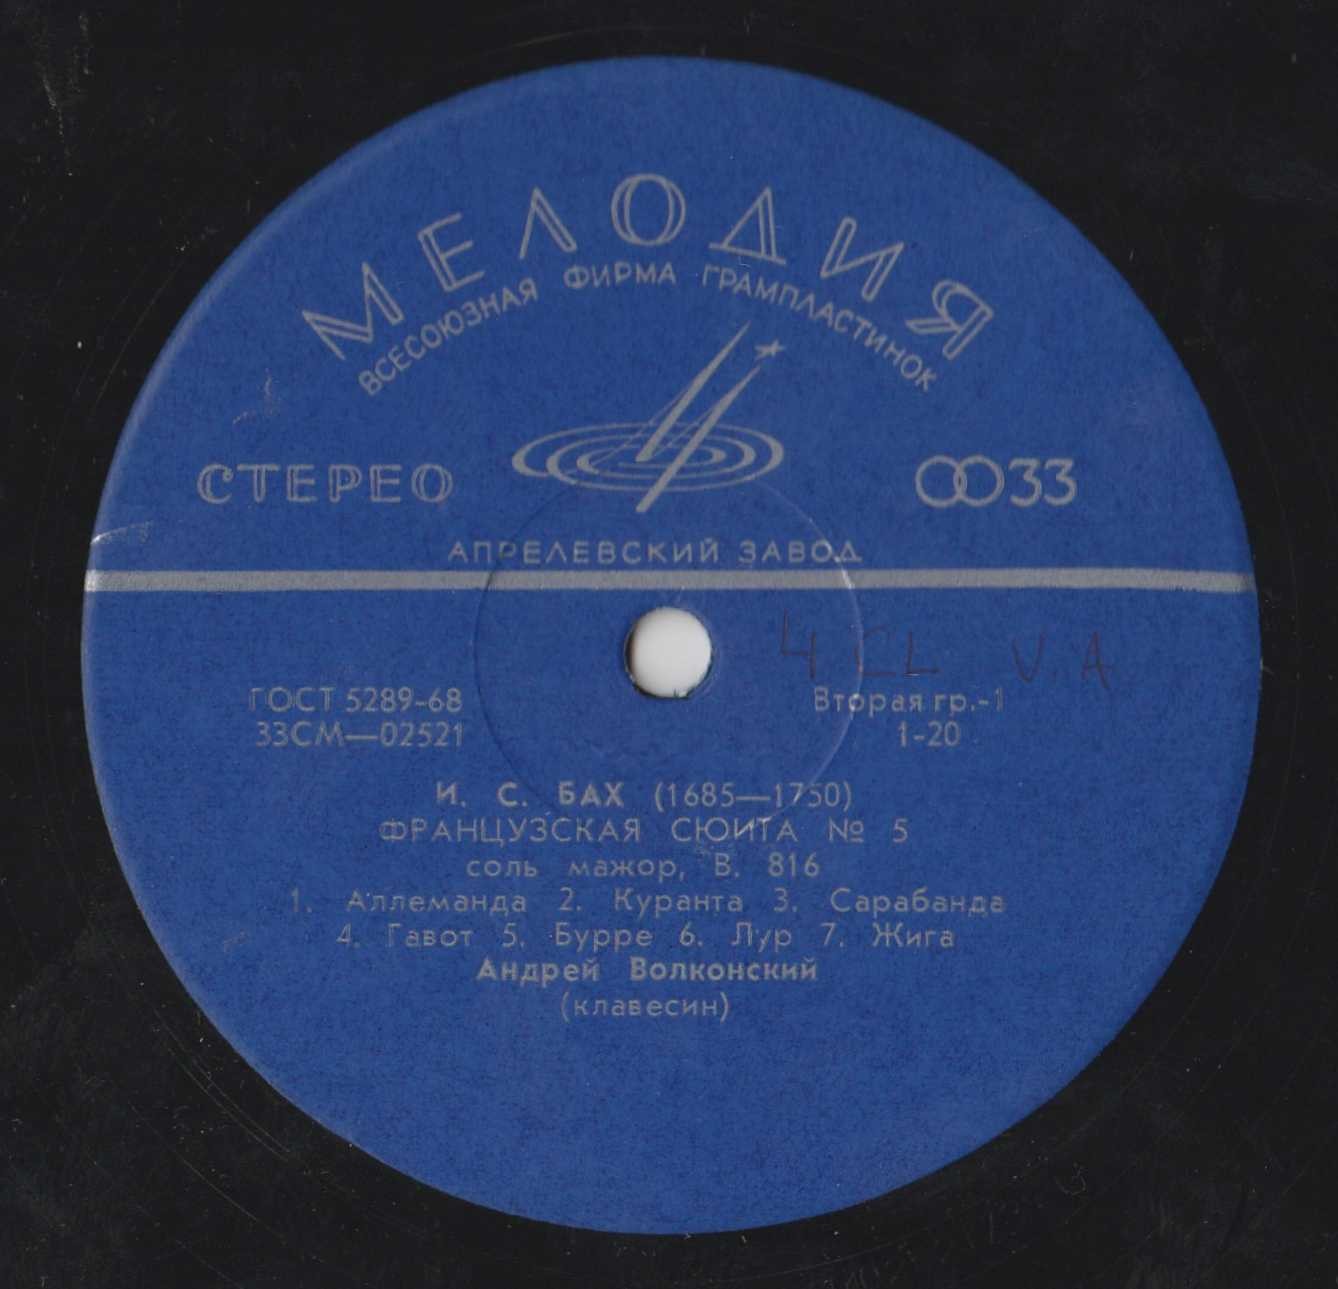 МЕЛОДИЯ
ВСЕСОЮЗНАЯ ФИРМА ГРАМПЛАСТИНОК
СТЕРЕО
33
АПРЕЛЕВСКИЙ ЗАВОД
4 CL V.A
ГОСТ 5289-68
Вторая гр.-1
33СМ—02521
1-20
И. С. БАХ (1685—1750)
ФРАНЦУЗСКАЯ СЮИТА № 5
соль мажор, В. 816
1. Аллеманда 2. Куранта 3. Сарабанда
4. Гавот 5. Бурре 6. Лур 7. Жига
Андрей Волконский
(клавесин)